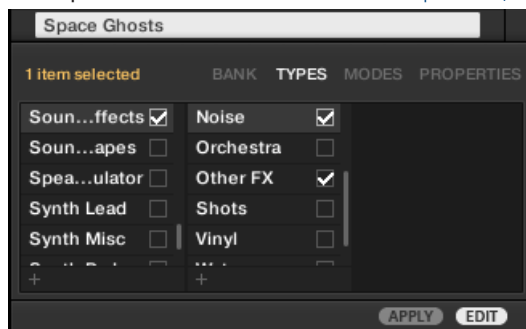 Space Ghosts
1 item selected BANK TYPES MODES PROPERTIES
Soun...ffects Noise
Soun...apes Orchestra
Spea...ulator Other FX
Synth Lead Shots
Synth Misc Vinyl
+ +
APPLY EDIT